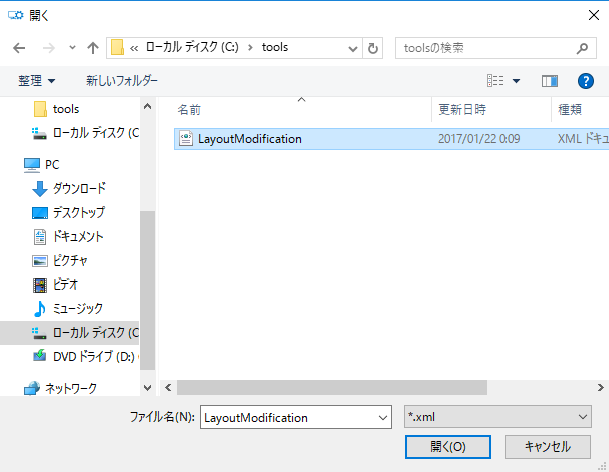 開く
« ローカル ディスク (C:) › tools
toolsの検索
整理 新しいフォルダー
名前 更新日時 種類
tools
ローカル ディスク (C
PC
ダウンロード
デスクトップ
ドキュメント
ピクチャ
ビデオ
ミュージック
ローカル ディスク (C
DVD ドライブ (D:) (
ネットワーク
LayoutModification 2017/01/22 0:09 XML ドキュ
ファイル名(N): LayoutModification *.xml
開く(O) キャンセル